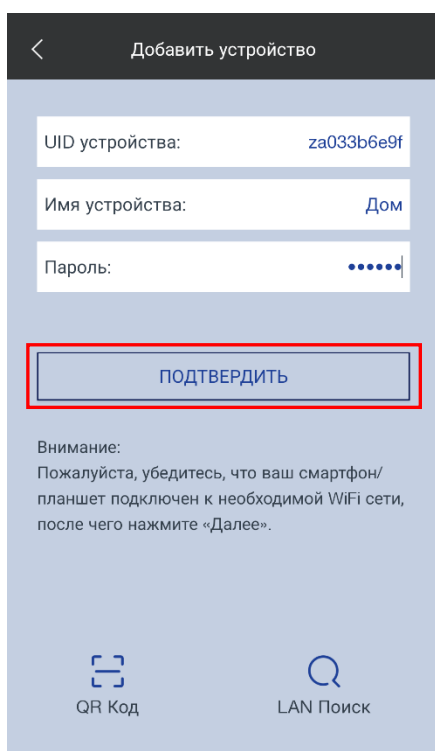 Добавить устройство
UID устройства: za033b6e9f
Имя устройства: Дом
Пароль: ••••••
ПОДТВЕРДИТЬ
Внимание:
Пожалуйста, убедитесь, что ваш смартфон/
планшет подключен к необходимой WiFi сети,
после чего нажмите «Далее».
QR Код LAN Поиск